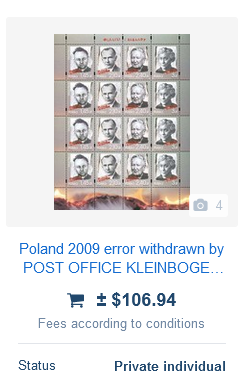 4
Poland 2009 error withdrawn by
POST OFFICE KLEINBOGE...
± $106.94
Fees according to conditions
Status Private individual